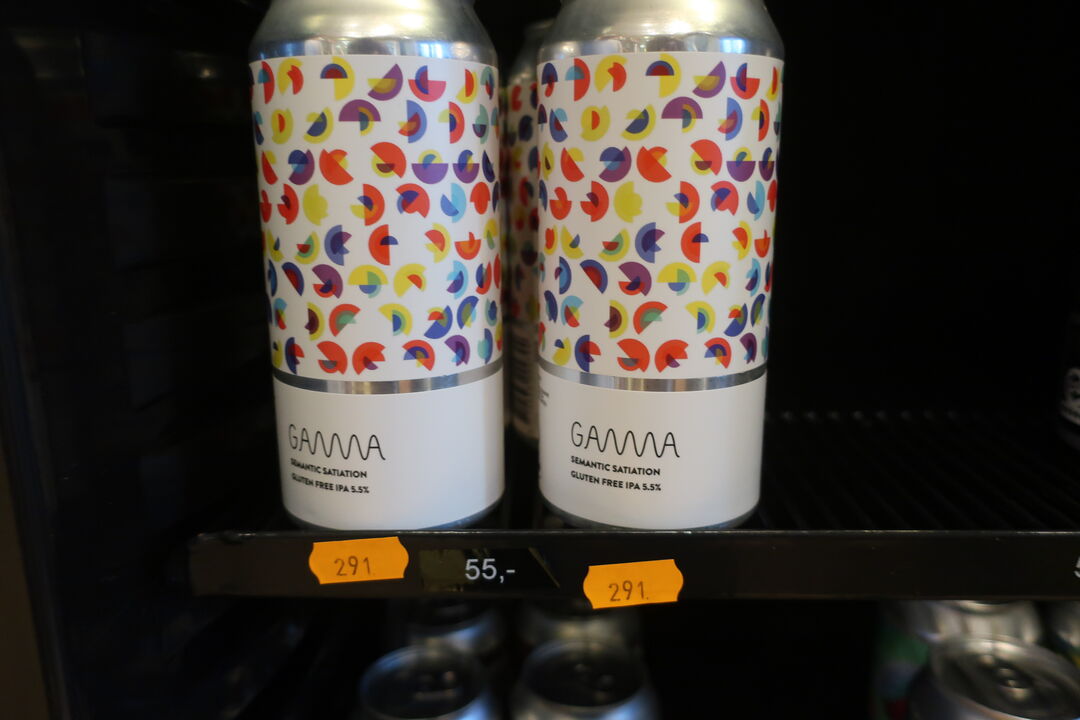 GAMMA
SEMANTIC SATIATION
GLUTEN FREE IPA 5.5%
GAMMA
SEMANTIC SATIATION
GLUTEN FREE IPA 5.5%
291.
55,-
291.